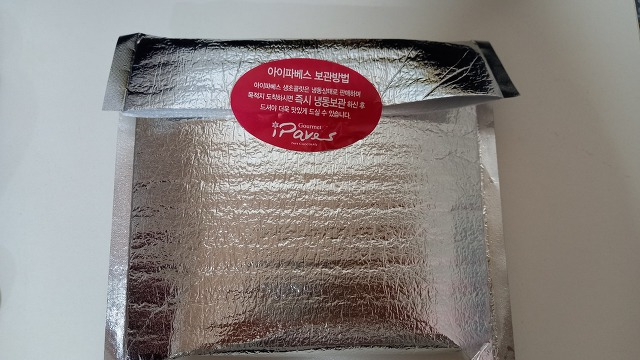 아이파베스 보관방법
아이파베스 생초콜릿은 냉동상태로 판매하며
목적지 도착하시면 즉시 냉동보관 하신 후
드셔야 더욱 맛있게 드실 수 있습니다.
Gourmet
iPaves